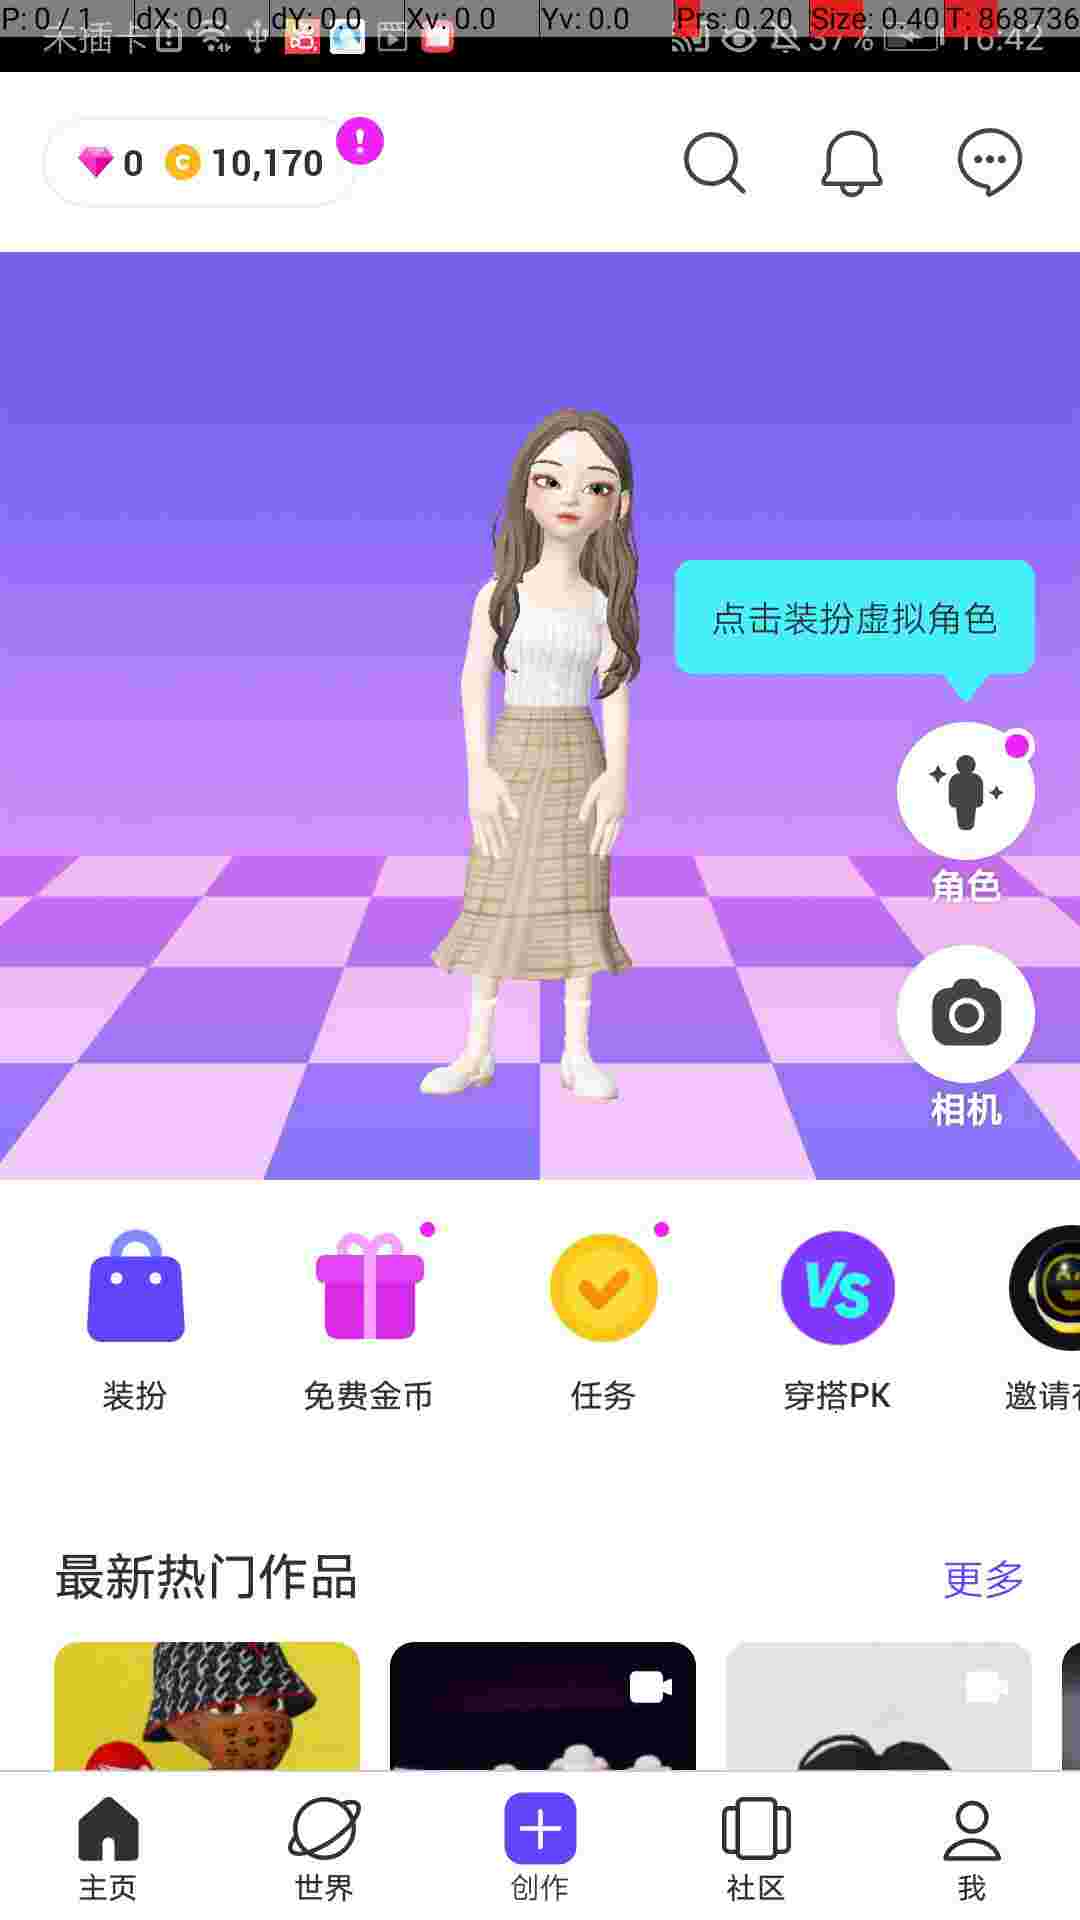 P: 0 / 1 dX: 0.0 dY: 0.0 Xv: 0.0 Yv: 0.0 Prs: 0.20 Size: 0.40 T: 868736
未插卡 37% 16:42
0 C 10,170 !
点击装扮虚拟角色
角色
相机
VS
装扮 免费金币 任务 穿搭PK 邀请
最新热门作品 更多
主页 世界 创作 社区 我